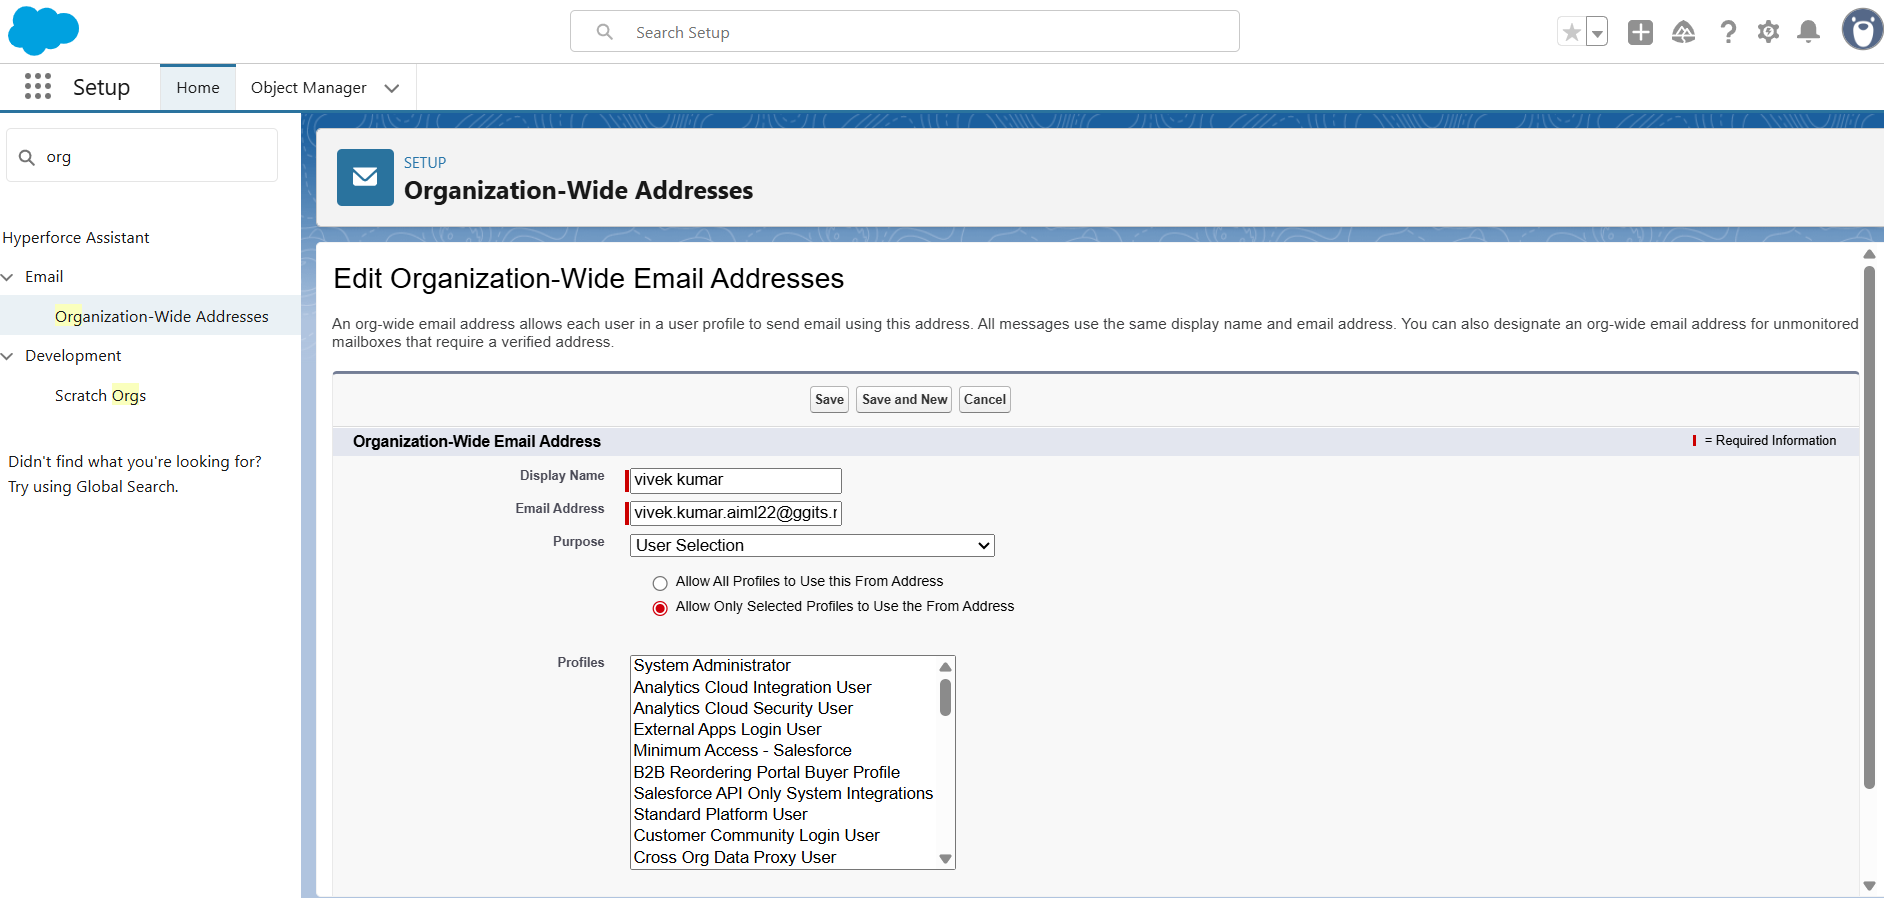 Search Setup
Setup
Home
Object Manager
org
Hyperforce Assistant
Email
Organization-Wide Addresses
Development
Scratch Orgs
Didn't find what you're looking for?
Try using Global Search.
SETUP
Organization-Wide Addresses
Edit Organization-Wide Email Addresses
An org-wide email address allows each user in a user profile to send email using this address. All messages use the same display name and email address. You can also designate an org-wide email address for unmonitored
mailboxes that require a verified address.
Save
Save and New
Cancel
Organization-Wide Email Address
= Required Information
Display Name
vivek kumar
Email Address
vivek.kumar.aiml22@ggits.
Purpose
User Selection
Allow All Profiles to Use this From Address
Allow Only Selected Profiles to Use the From Address
Profiles
System Administrator
Analytics Cloud Integration User
Analytics Cloud Security User
External Apps Login User
Minimum Access - Salesforce
B2B Reordering Portal Buyer Profile
Salesforce API Only System Integrations
Standard Platform User
Customer Community Login User
Cross Org Data Proxy User